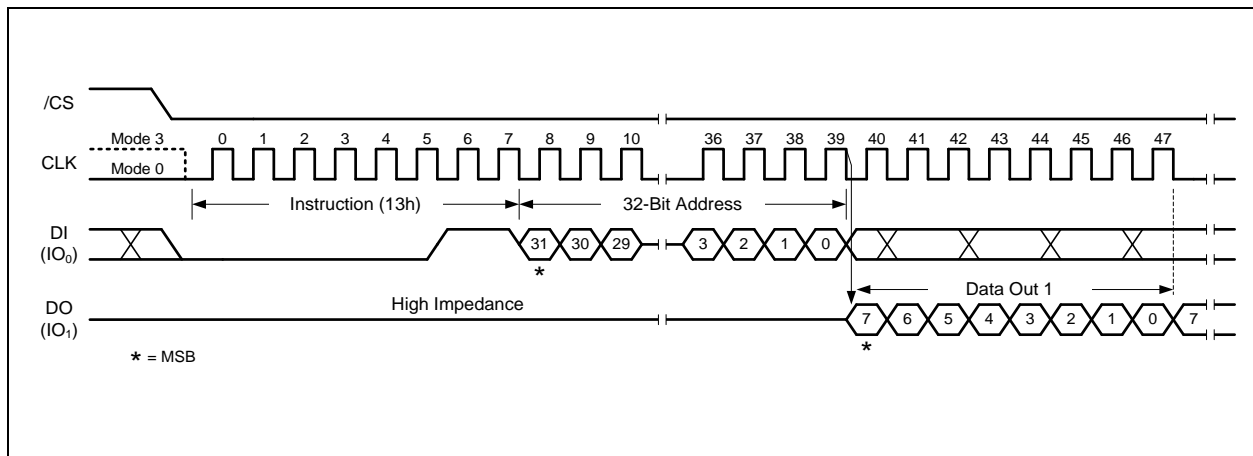 /CS
Mode 3
0 1 2 3 4 5 6 7 8 9 10 36 37 38 39 40 41 42 43 44 45 46 47
CLK
Mode 0
Instruction (13h) 32-Bit Address
DI
(IO0)
31 30 29 3 2 1 0
*
High Impedance
Data Out 1
DO
(IO1)
7 6 5 4 3 2 1 0 7
*
* = MSB